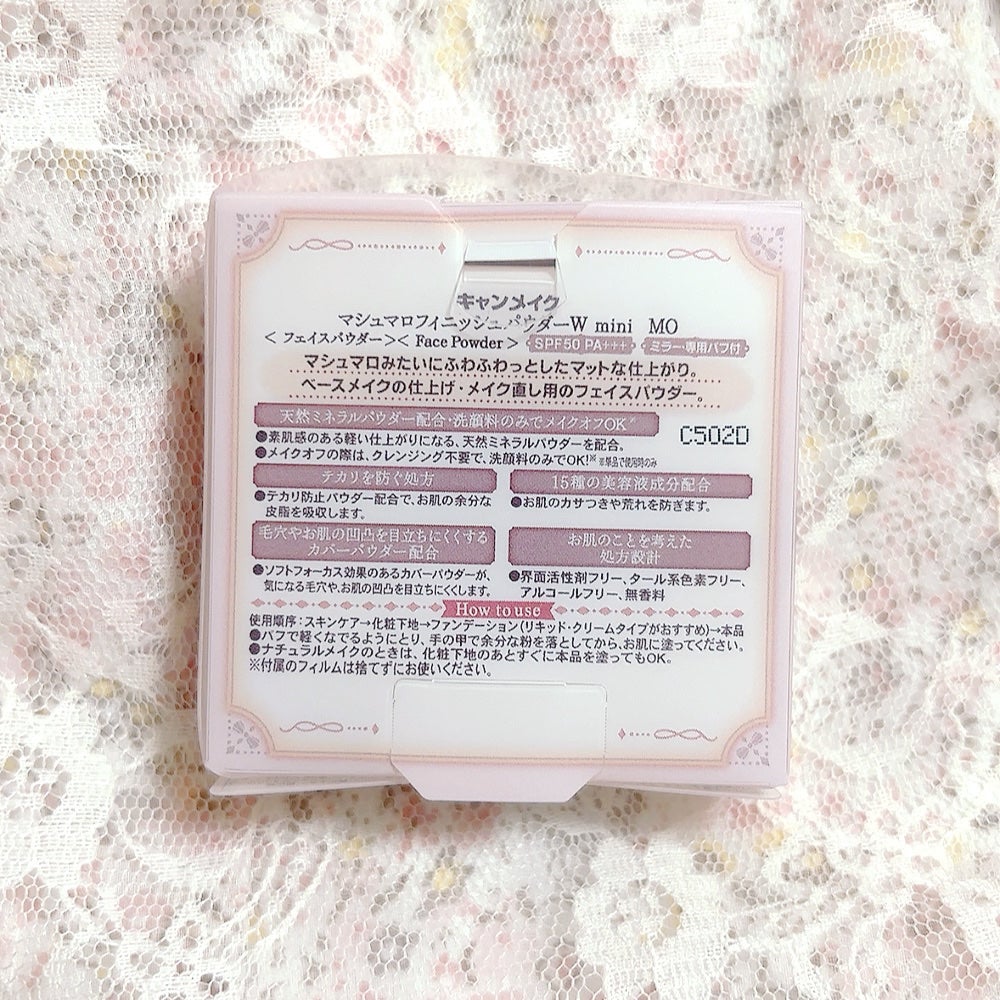 キャンメイク
マシュマロフィニッシュパウダーW mini MO
＜フェイスパウダー＞＜Face Powder＞ SPF50 PA+++ ミラー・専用パフ付
マシュマロみたいにふわふわっとしたマットな仕上がり。
ベースメイクの仕上げ・メイク直し用のフェイスパウダー。
天然ミネラルパウダー配合・洗顔料のみでメイクオフOK※
●素肌感のある軽い仕上がりになる、天然ミネラルパウダーを配合。
●メイクオフの際は、クレンジング不要で、洗顔料のみでOK!※ ※単品で使用時のみ
C502D
テカリを防ぐ処方
●テカリ防止パウダー配合で、お肌の余分な
皮脂を吸収します。
15種の美容液成分配合
●お肌のカサつきや荒れを防ぎます。
毛穴やお肌の凹凸を目立ちにくくする
カバーパウダー配合
●ソフトフォーカス効果のあるカバーパウダーが、
気になる毛穴や、お肌の凹凸を目立ちにくくします。
お肌のことを考えた
処方設計
●界面活性剤フリー、タール系色素フリー、
アルコールフリー、無香料
How to use
使用順序：スキンケア→化粧下地→ファンデーション(リキッド・クリームタイプがおすすめ)→本品
●パフで軽くなでるようにとり、手の甲で余分な粉を落としてから、お肌に塗ってください。
●ナチュラルメイクのときは、化粧下地のあとすぐに本品を塗ってもOK。
※付属のフィルムは捨てずにお使いください。